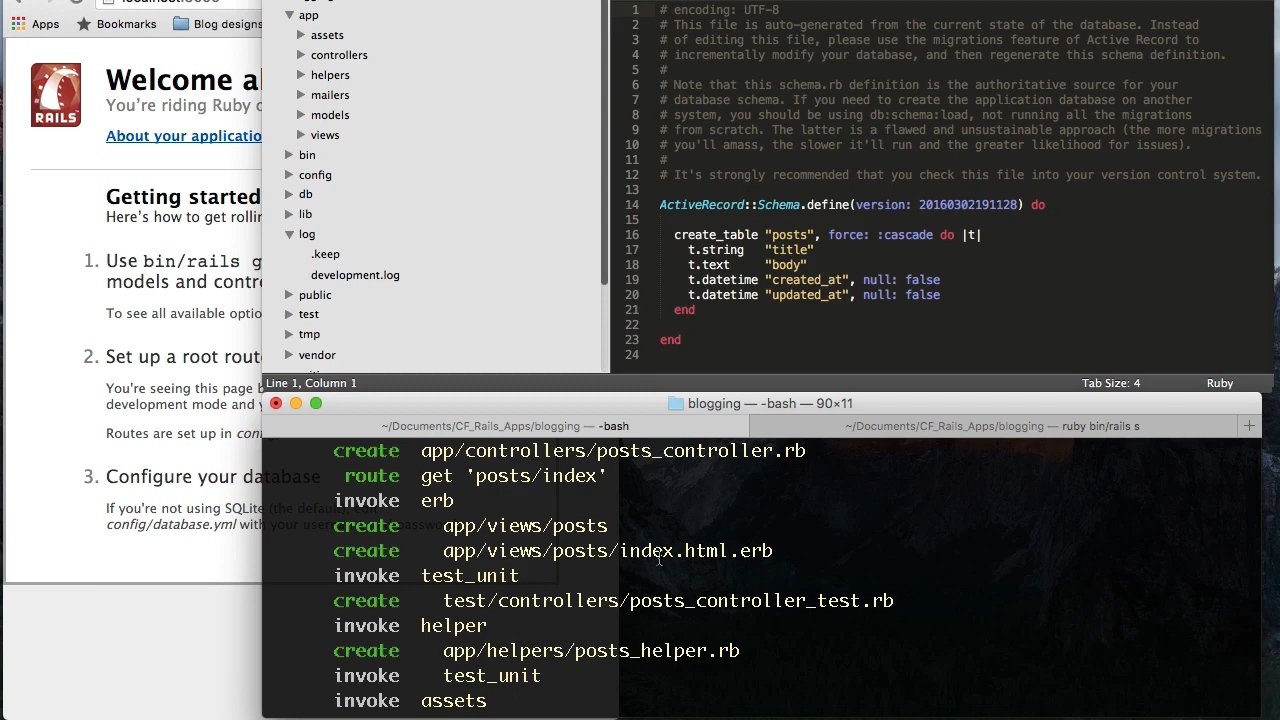 Apps Bookmarks Blog designs
RAILS
Welcome
You're riding Ruby
About your applicatio
Getting started
Here's how to get rollin
1. Use bin/rails g
models and contr
To see all available optio
2. Set up a root rout
You're seeing this page b
development mode and y
Routes are set up in con
3. Configure your database
If you're not using SQLite (the default), edit
config/database.yml with your
app
assets
controllers
helpers
mailers
models
views
bin
config
db
lib
log
.keep
development.log
public
test
tmp
vendor
1 # encoding: UTF-8
2 # This file is auto-generated from the current state of the database. Instead
3 # of editing this file, please use the migrations feature of Active Record to
4 # incrementally modify your database, and then regenerate this schema definition.
5 #
6 # Note that this schema.rb definition is the authoritative source for your
7 # database schema. If you need to create the application database on another
8 # system, you should be using db:schema:load, not running all the migrations
9 # from scratch. The latter is a flawed and unsustainable approach (the more migrations
10 # you'll amass, the slower it'll run and the greater likelihood for issues).
11 #
12 # It's strongly recommended that you check this file into your version control system.
13
14 ActiveRecord::Schema.define(version: 20160302191128) do
15
16 create_table "posts", force: :cascade do |t|
17 t.string "title"
18 t.text "body"
19 t.datetime "created_at", null: false
20 t.datetime "updated_at", null: false
21 end
22
23 end
24
Line 1, Column 1 Tab Size: 4 Ruby
blogging — -bash — 90×11
~/Documents/CF_Rails_Apps/blogging — -bash ~/Documents/CF_Rails_Apps/blogging — ruby bin/rails s +
create app/controllers/posts_controller.rb
route get 'posts/index'
invoke erb
create app/views/posts
create app/views/posts/index.html.erb
invoke test_unit
create test/controllers/posts_controller_test.rb
invoke helper
create app/helpers/posts_helper.rb
invoke test_unit
invoke assets